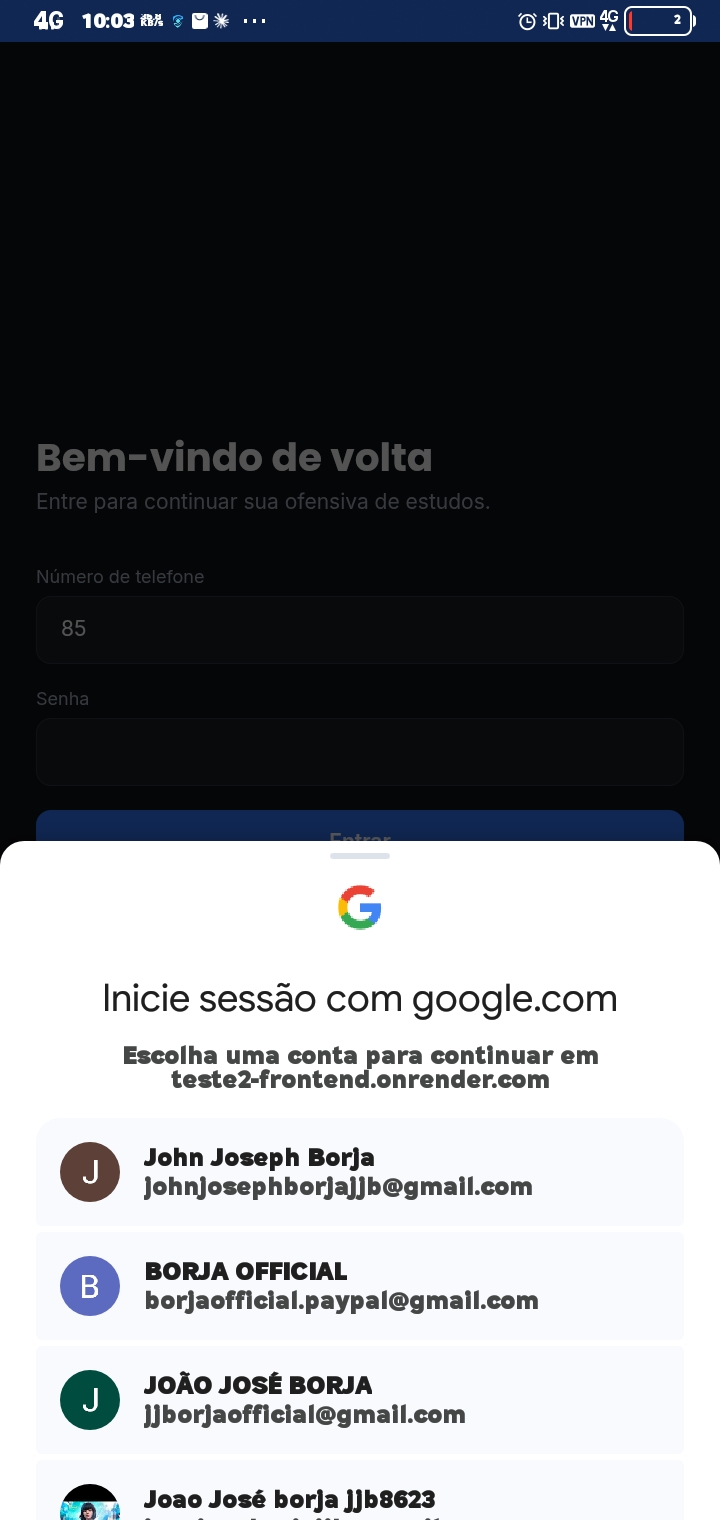 4G 10:03 KB/s VPN 4G 2
Bem-vindo de volta
Entre para continuar sua ofensiva de estudos.
Número de telefone
85
Senha
Entrar
Inicie sessão com google.com
Escolha uma conta para continuar em
teste2-frontend.onrender.com
J
John Joseph Borja
johnjosephborjajjb@gmail.com
B
BORJA OFFICIAL
borjaofficial.paypal@gmail.com
J
JOÃO JOSÉ BORJA
jjborjaofficial@gmail.com
Joao José borja jjb8623